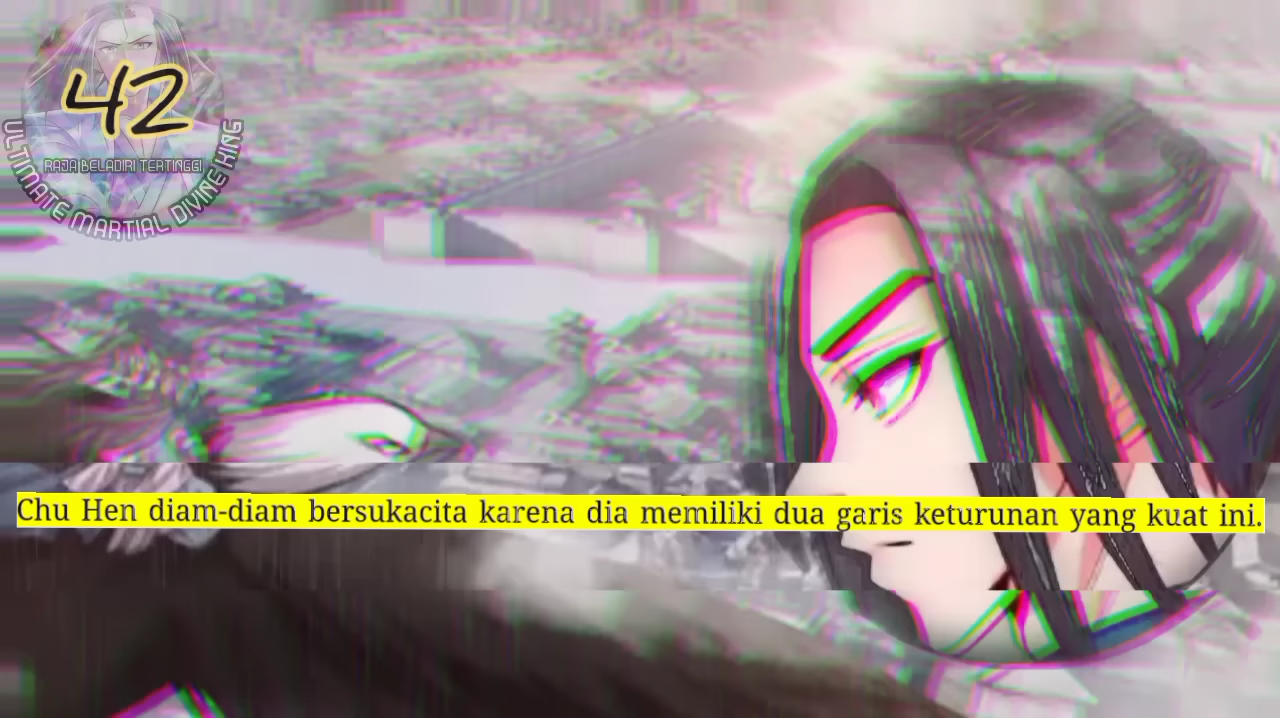 42
RAJA BELADIRI TERTINGGI
ULTIMATE MARTIAL DIVINE KING
Chu Hen diam-diam bersukacita karena dia memiliki dua garis keturunan yang kuat ini.